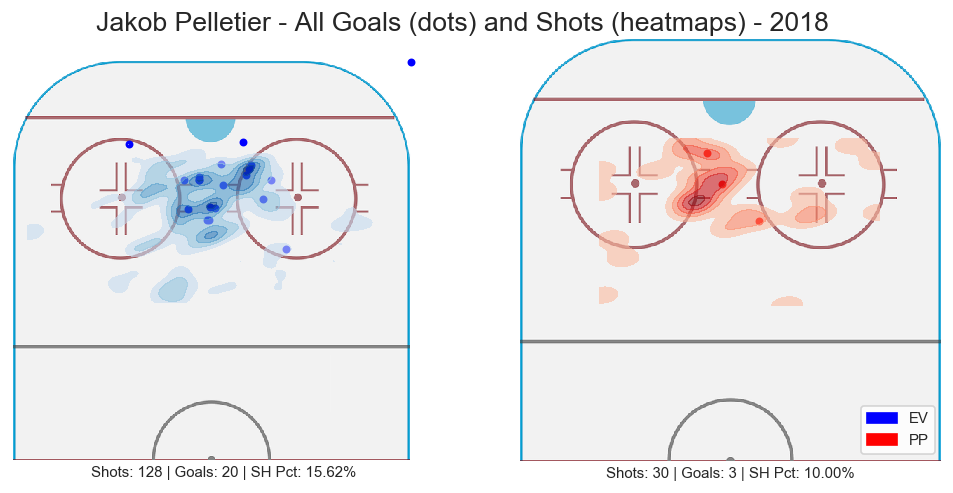 Jakob Pelletier - All Goals (dots) and Shots (heatmaps) - 2018
EV
PP
Shots: 128 | Goals: 20 | SH Pct: 15.62%
Shots: 30 | Goals: 3 | SH Pct: 10.00%